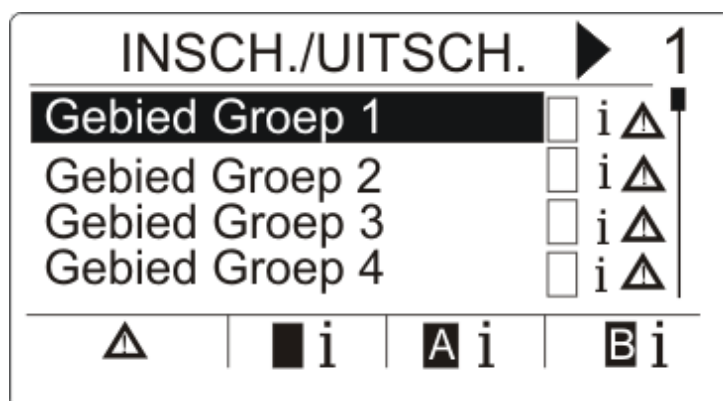 INSCH./UITSCH. ▶ 1
Gebied Groep 1 i
Gebied Groep 2 i
Gebied Groep 3 i
Gebied Groep 4 i
i A i B i